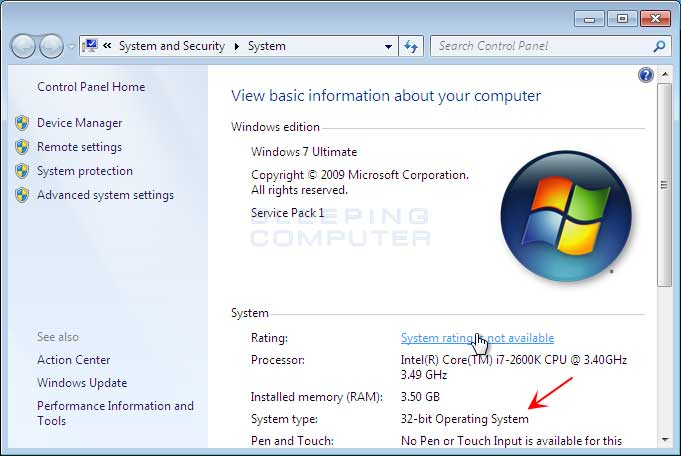 « System and Security System
Search Control Panel
Control Panel Home
Device Manager
Remote settings
System protection
Advanced system settings
See also
Action Center
Windows Update
Performance Information and
Tools
View basic information about your computer
Windows edition
Windows 7 Ultimate
Copyright © 2009 Microsoft Corporation.
All rights reserved.
Service Pack 1
BLEEPING
COMPUTER
System
Rating: System rating is not available
Processor: Intel(R) Core(TM) i7-2600K CPU @ 3.40GHz
3.49 GHz
Installed memory (RAM): 3.50 GB
System type: 32-bit Operating System
Pen and Touch: No Pen or Touch Input is available for this